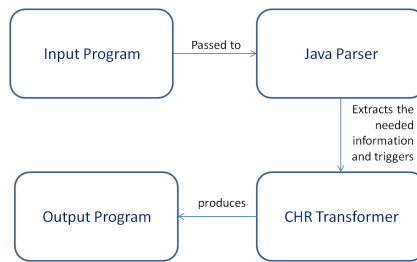 Input Program
Passed to
Java Parser
Extracts the
needed
information
and triggers
Output Program
produces
CHR Transformer